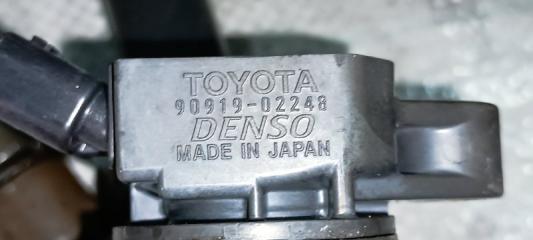 TOYOTA
90919-02248
DENSO
MADE IN JAPAN